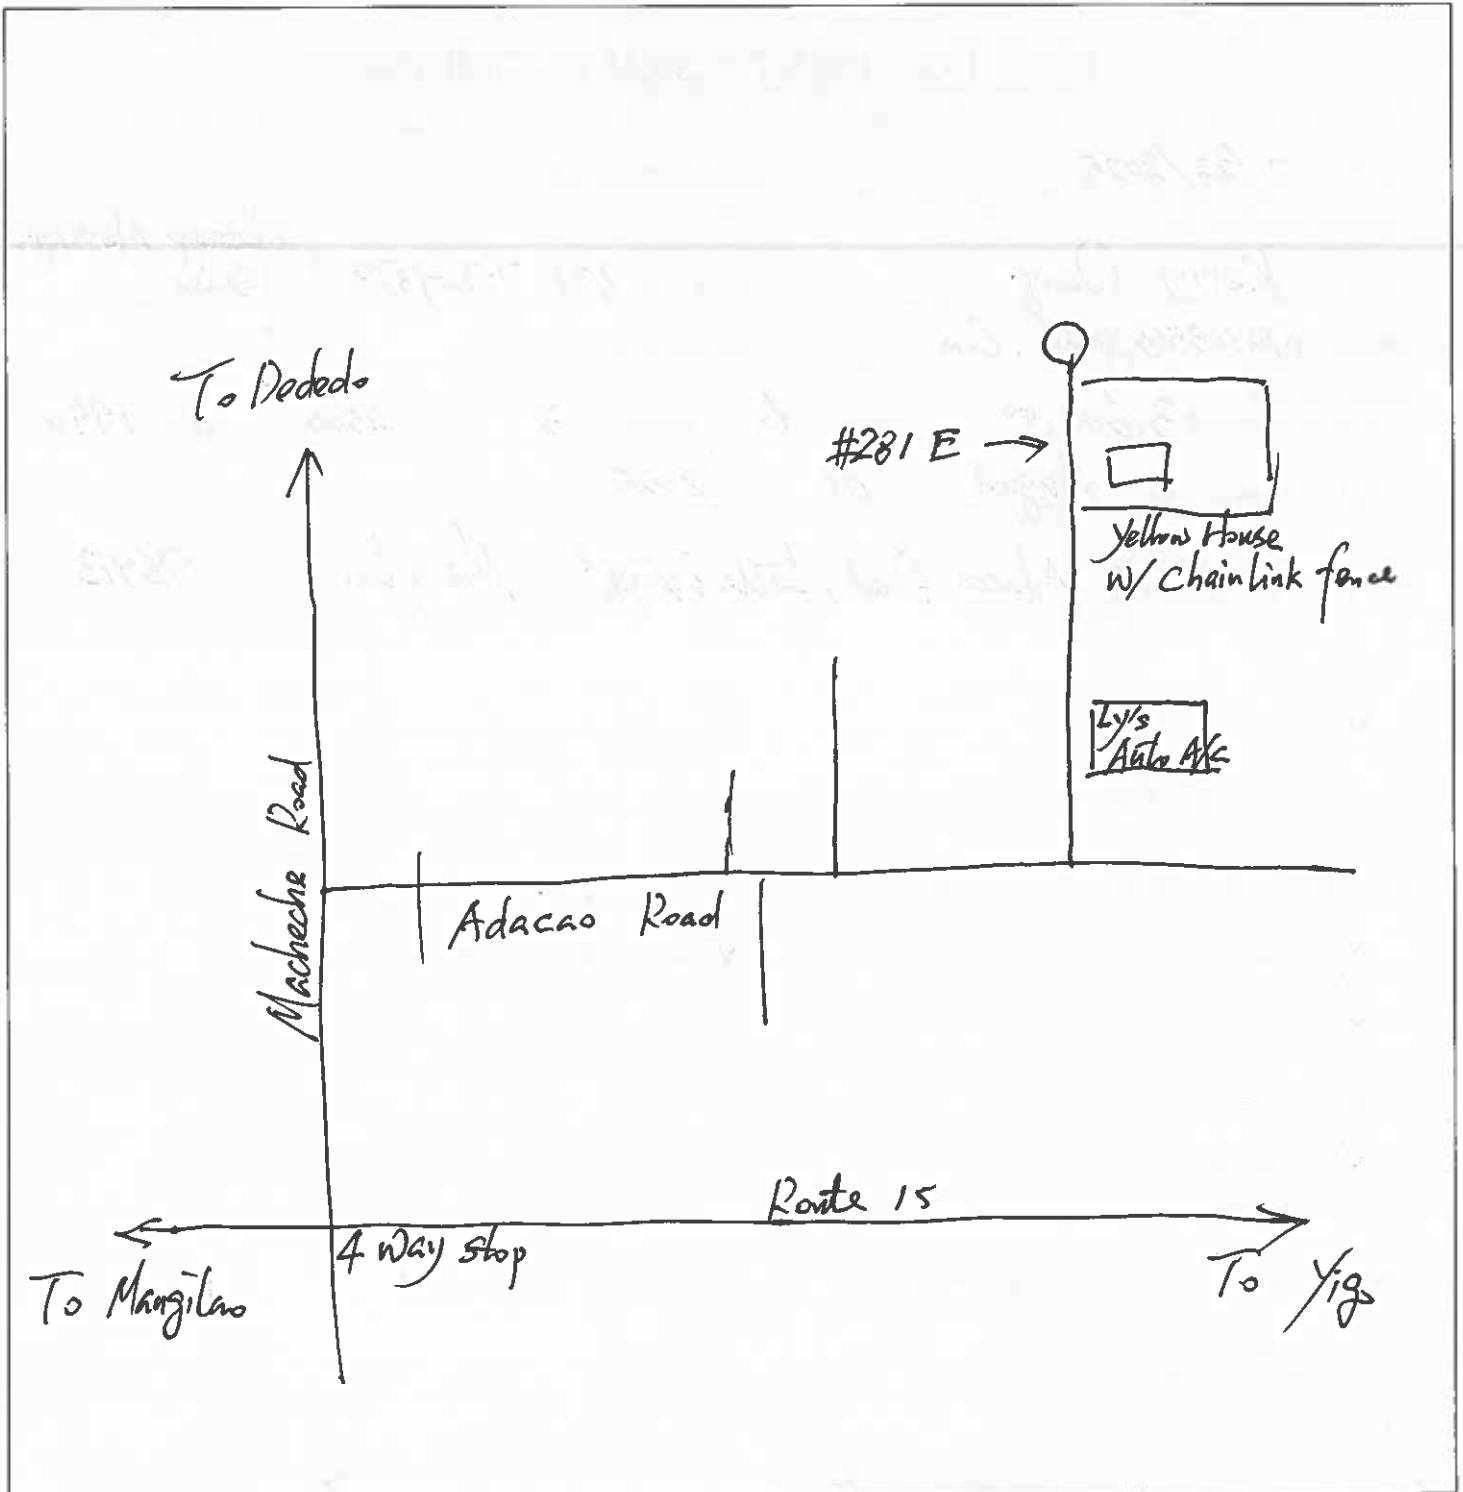 To Dededo
#281 E
Yellow House
w/ Chainlink fence
Ly's
Auto A/C
Macheche Road
Adacao Road
Route 15
4 way stop
To Mangilao
To Yigo